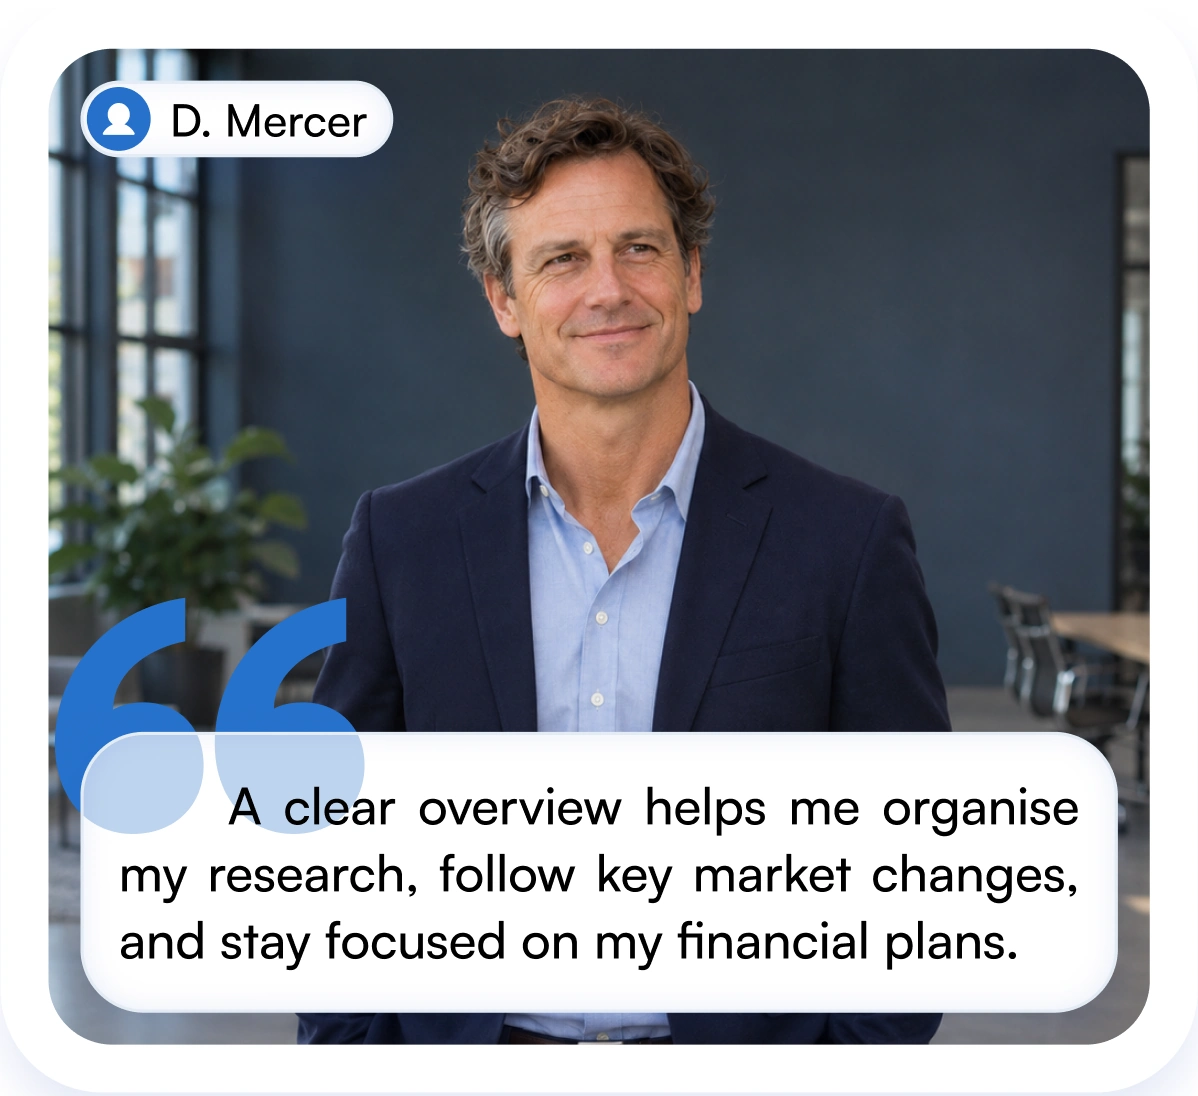 D. Mercer
A clear overview helps me organise
my research, follow key market changes,
and stay focused on my financial plans.